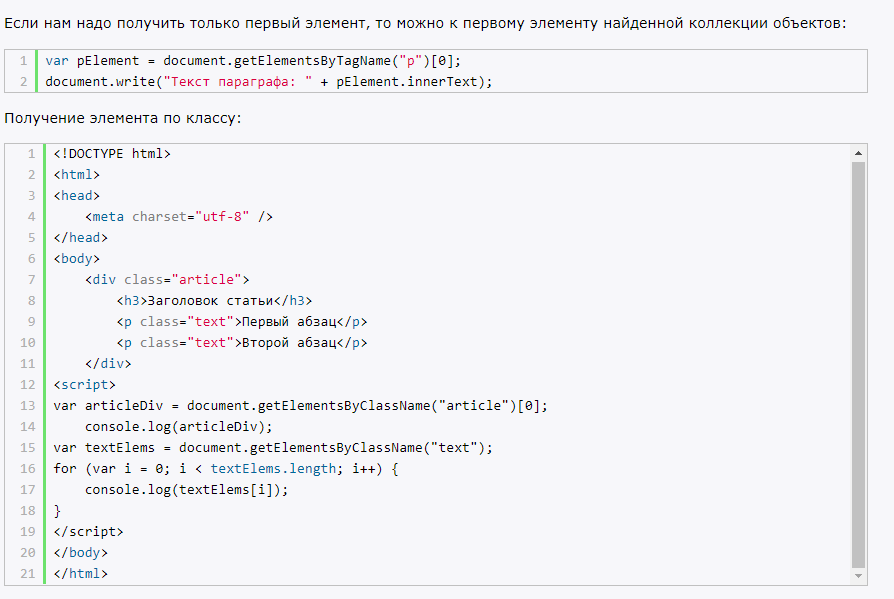 Если нам надо получить только первый элемент, то можно к первому элементу найденной коллекции объектов:
1 var pElement = document.getElementsByTagName("p")[0];
2 document.write("Текст параграфа: " + pElement.innerText);
Получение элемента по классу:
1 <!DOCTYPE html>
2 <html>
3 <head>
4     <meta charset="utf-8" />
5 </head>
6 <body>
7     <div class="article">
8         <h3>Заголовок статьи</h3>
9         <p class="text">Первый абзац</p>
10         <p class="text">Второй абзац</p>
11     </div>
12 <script>
13 var articleDiv = document.getElementsByClassName("article")[0];
14     console.log(articleDiv);
15 var textElems = document.getElementsByClassName("text");
16 for (var i = 0; i < textElems.length; i++) {
17     console.log(textElems[i]);
18 }
19 </script>
20 </body>
21 </html>